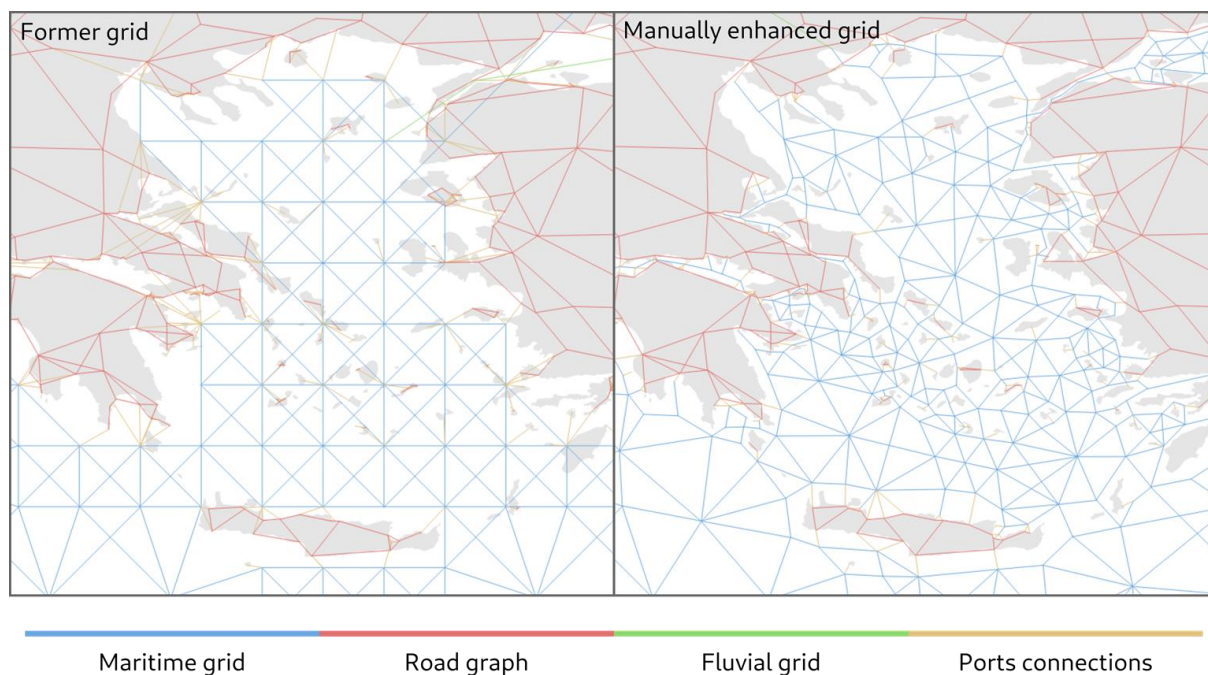 Former grid
Manually enhanced grid
Maritime grid
Road graph
Fluvial grid
Ports connections